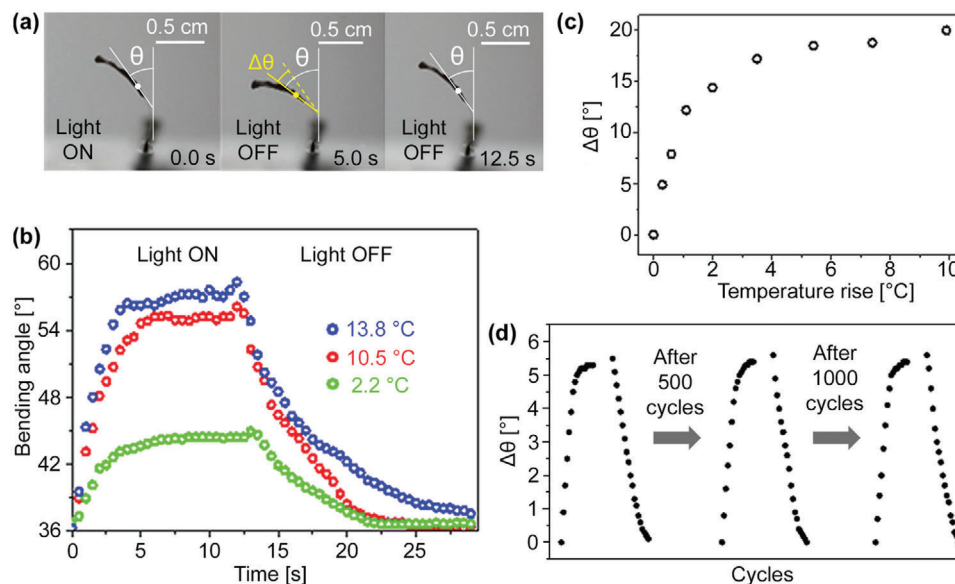 (a)
0.5 cm
θ
Light
ON
0.0 s
0.5 cm
Δθ
θ
Light
OFF
5.0 s
0.5 cm
θ
Light
OFF
12.5 s
(b)
Light ON
Light OFF
Bending angle [°]
60
54
48
42
36
13.8 °C
10.5 °C
2.2 °C
0
5
10
15
20
25
Time [s]
(c)
Δθ [°]
20
15
10
5
0
0
2
4
6
8
10
Temperature rise [°C]
(d)
Δθ [°]
6
5
4
3
2
1
0
After
500
cycles
After
1000
cycles
Cycles